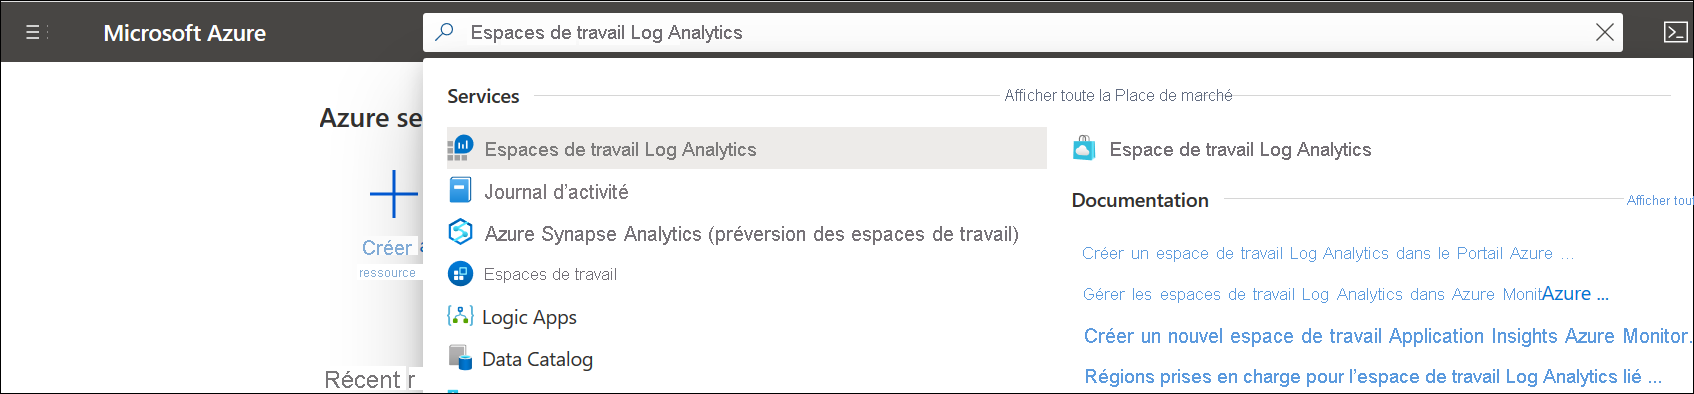 Microsoft Azure
Espaces de travail Log Analytics
Services
Afficher toute la Place de marché
Azure se
Espaces de travail Log Analytics
Espace de travail Log Analytics
Journal d’activité
Documentation
Afficher tou
Azure Synapse Analytics (préversion des espaces de travail)
Créer
Créer un espace de travail Log Analytics dans le Portail Azure ...
ressource
Espaces de travail
Gérer les espaces de travail Log Analytics dans Azure MonitAzure ...
Logic Apps
Créer un nouvel espace de travail Application Insights Azure Monitor.
Data Catalog
Récent r
Régions prises en charge pour l’espace de travail Log Analytics lié ...